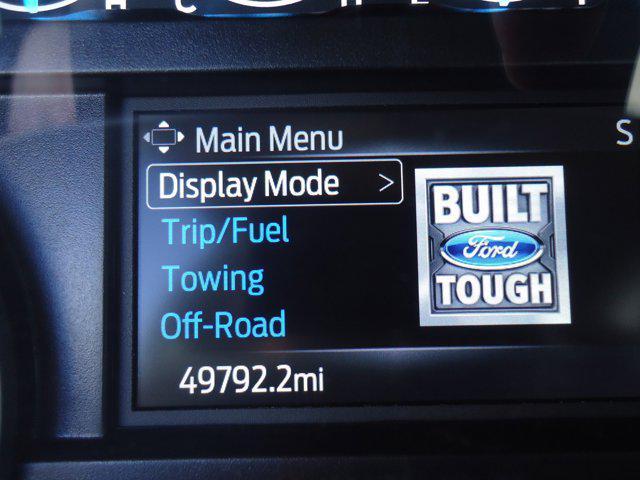 H C H E F
Main Menu
S
Display Mode >
Trip/Fuel
Towing
Off-Road
49792.2mi
BUILT
Ford
TOUGH